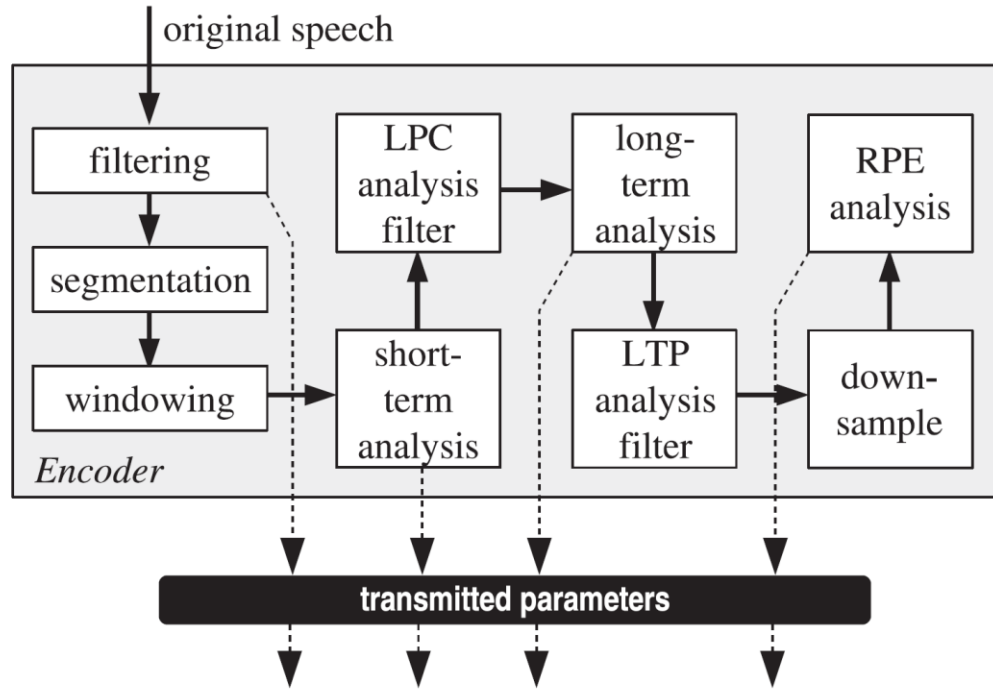 original speech
filtering
segmentation
windowing
Encoder
LPC
analysis
filter
short-
term
analysis
long-
term
analysis
LTP
analysis
filter
RPE
analysis
down-
sample
transmitted parameters